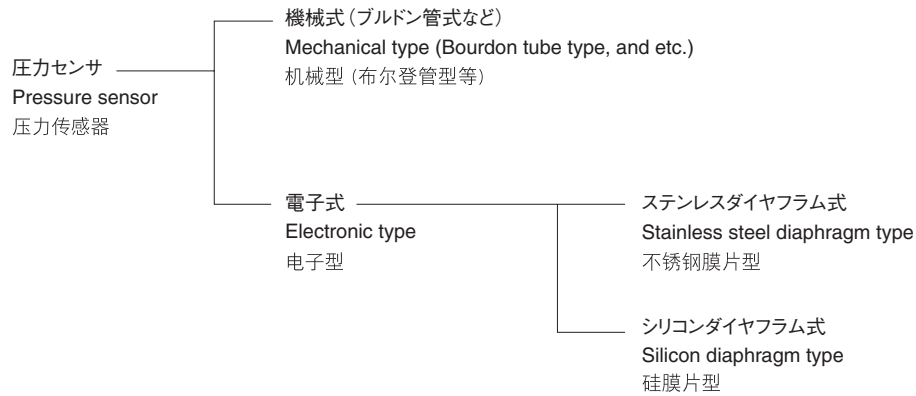 圧力センサ
Pressure sensor
压力传感器
機械式(ブルドン管式など)
Mechanical type (Bourdon tube type, and etc.)
机械型 (布尔登管型等)
電子式
Electronic type
电子型
ステンレスダイヤフラム式
Stainless steel diaphragm type
不锈钢膜片型
シリコンダイヤフラム式
Silicon diaphragm type
硅膜片型